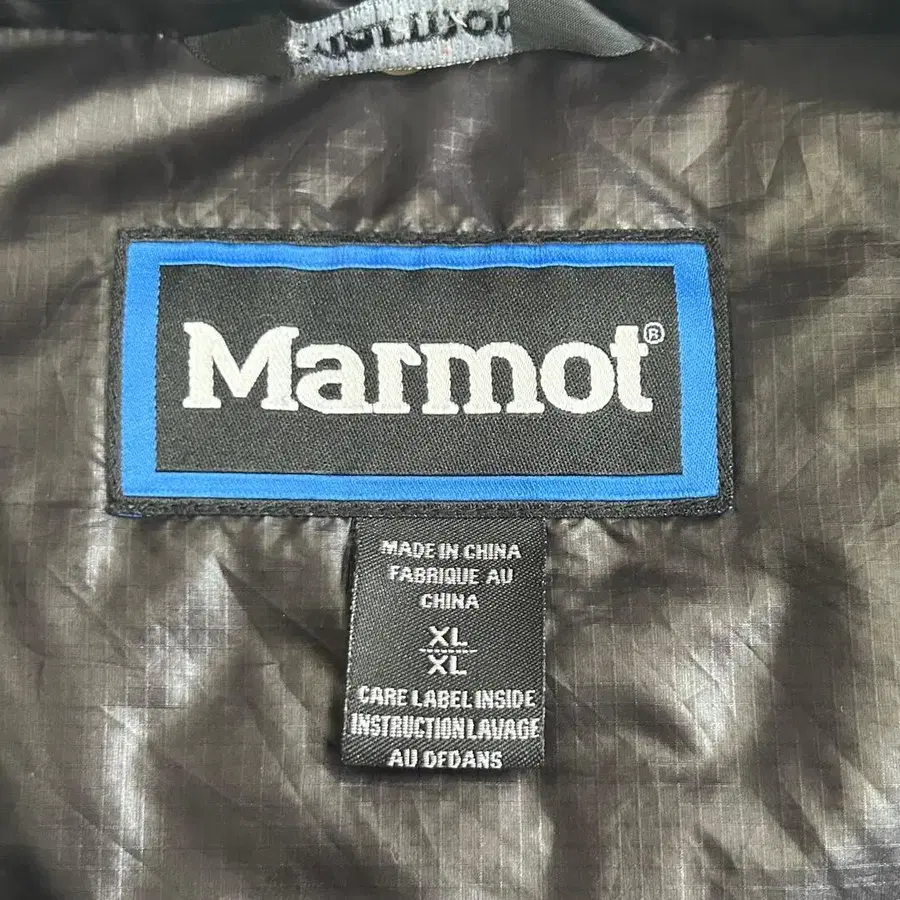 Marmot®
MADE IN CHINA
FABRIQUE AU
CHINA
XL
XL
CARE LABEL INSIDE
INSTRUCTION LAVAGE
AU DEDANS